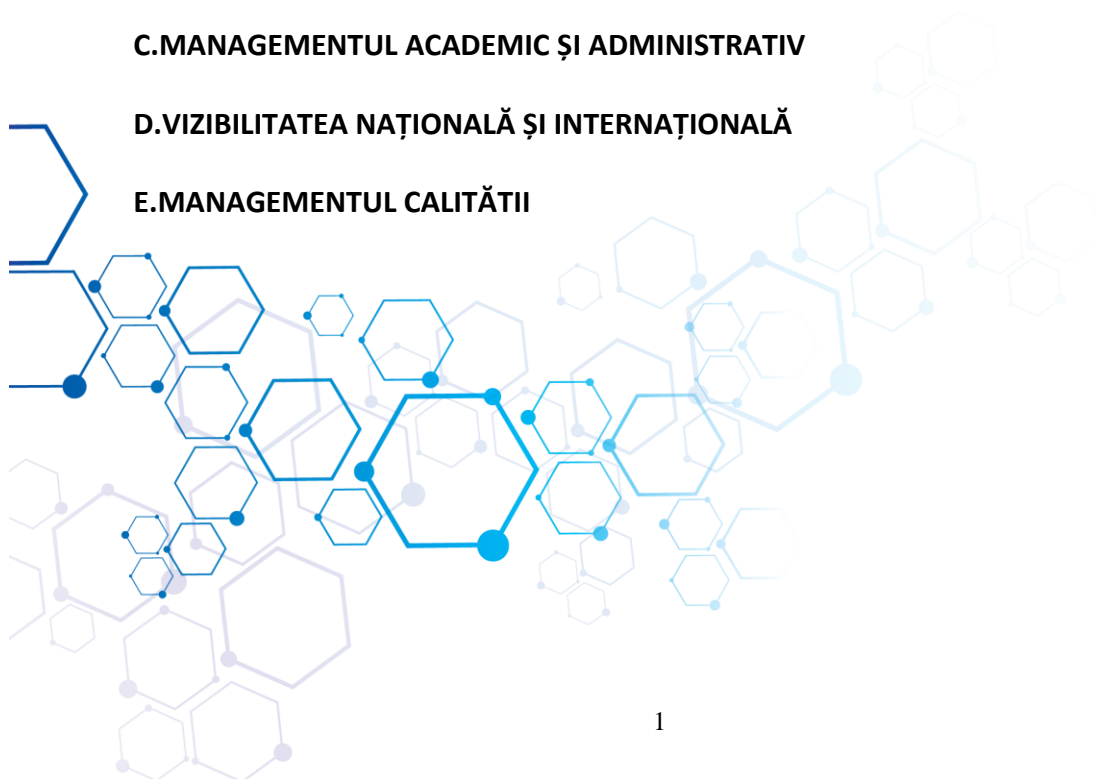 C.MANAGEMENTUL ACADEMIC ȘI ADMINISTRATIV
D.VIZIBILITATEA NAȚIONALĂ ȘI INTERNAȚIONALĂ
E.MANAGEMENTUL CALITĂTII
1